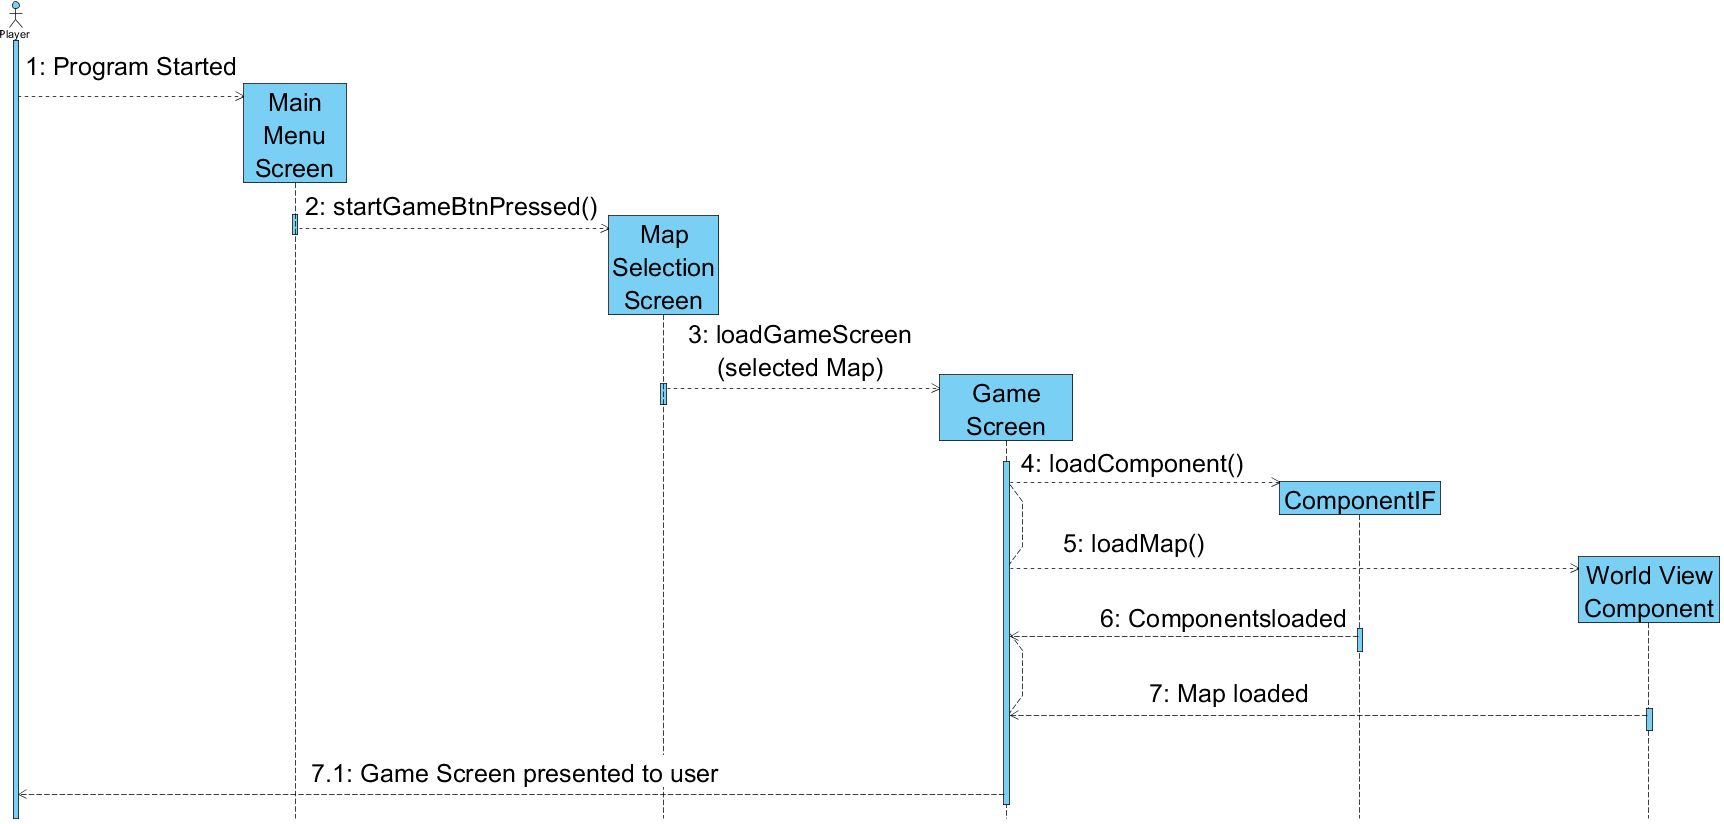 Player
1: Program Started
Main
Menu
Screen
2: startGameBtnPressed()
Map
Selection
Screen
3: loadGameScreen
(selected Map)
Game
Screen
4: loadComponent()
ComponentIF
5: loadMap()
World View
Component
6: Componentsloaded
7: Map loaded
7.1: Game Screen presented to user